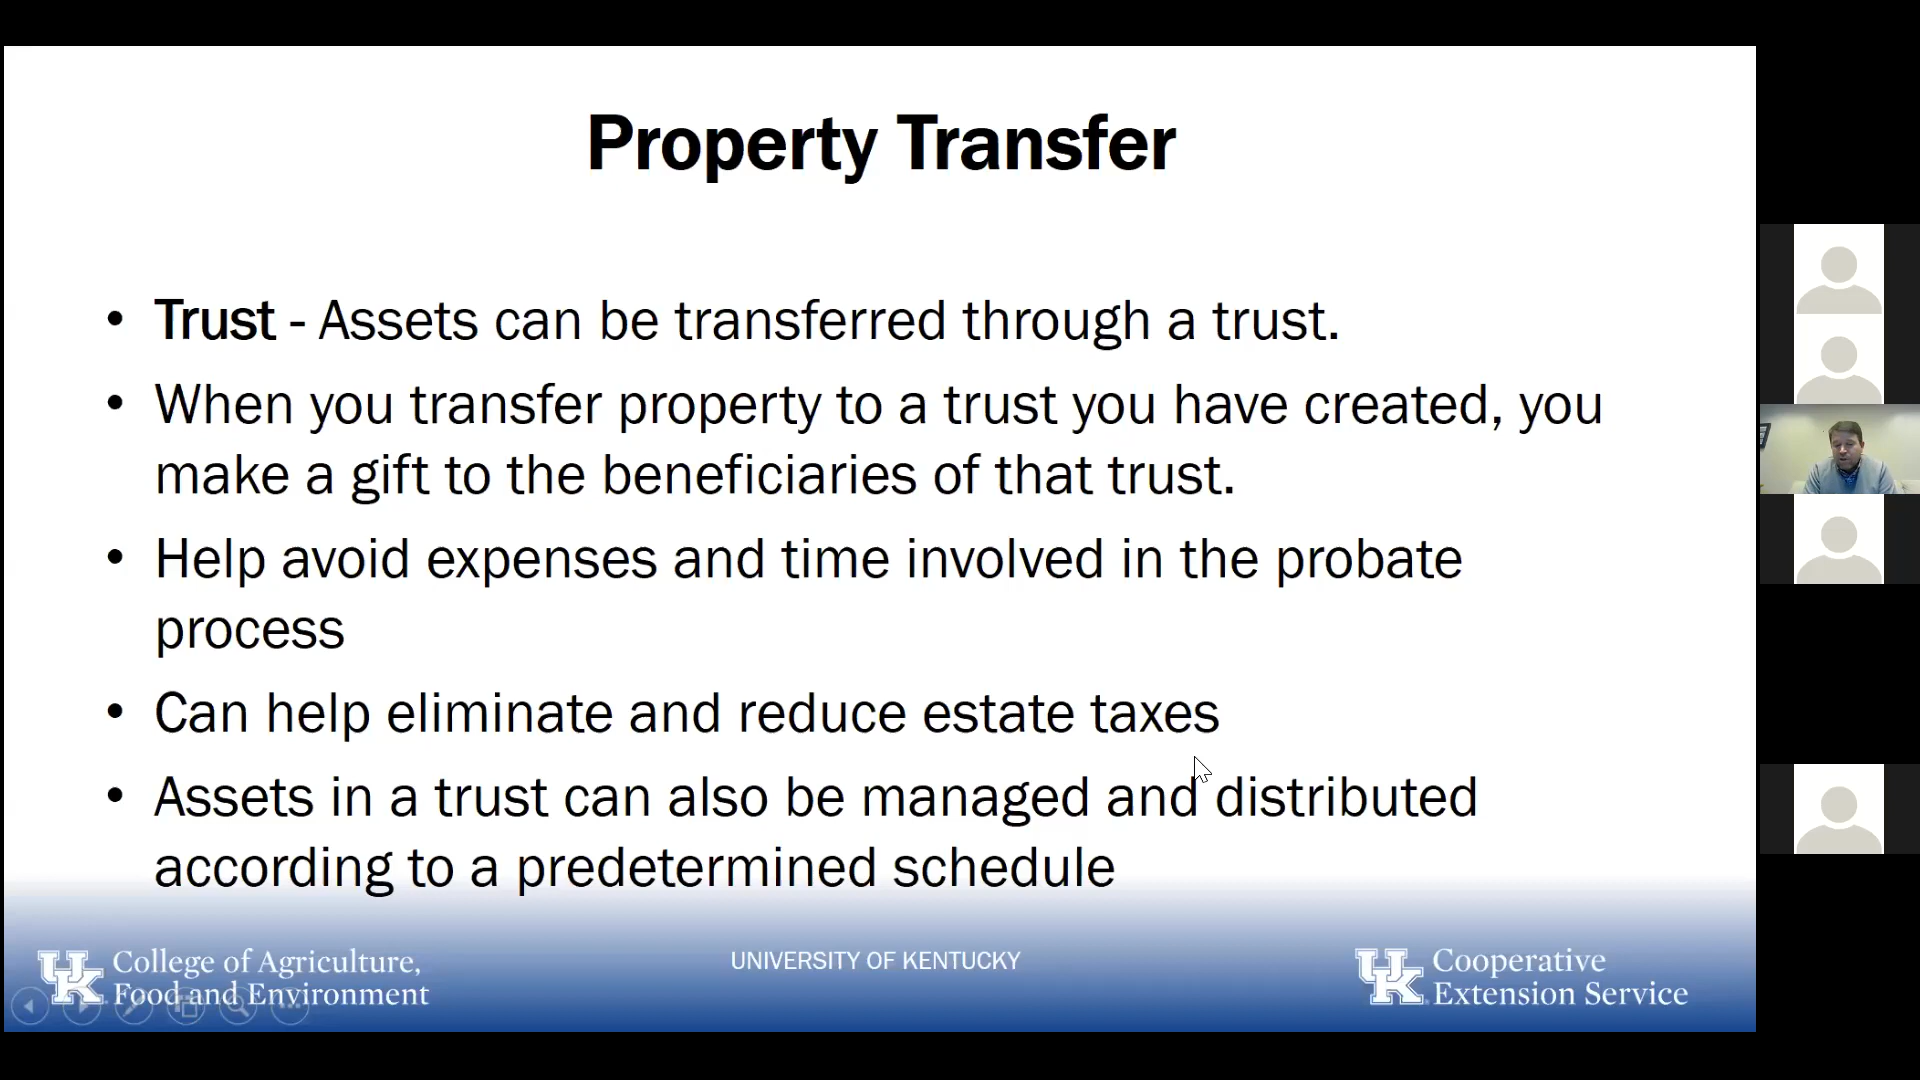 Property Transfer
• Trust - Assets can be transferred through a trust.
• When you transfer property to a trust you have created, you
make a gift to the beneficiaries of that trust.
• Help avoid expenses and time involved in the probate
process
• Can help eliminate and reduce estate taxes
• Assets in a trust can also be managed and distributed
according to a predetermined schedule
UK College of Agriculture,
Food and Environment
UNIVERSITY OF KENTUCKY
UK Cooperative
Extension Service